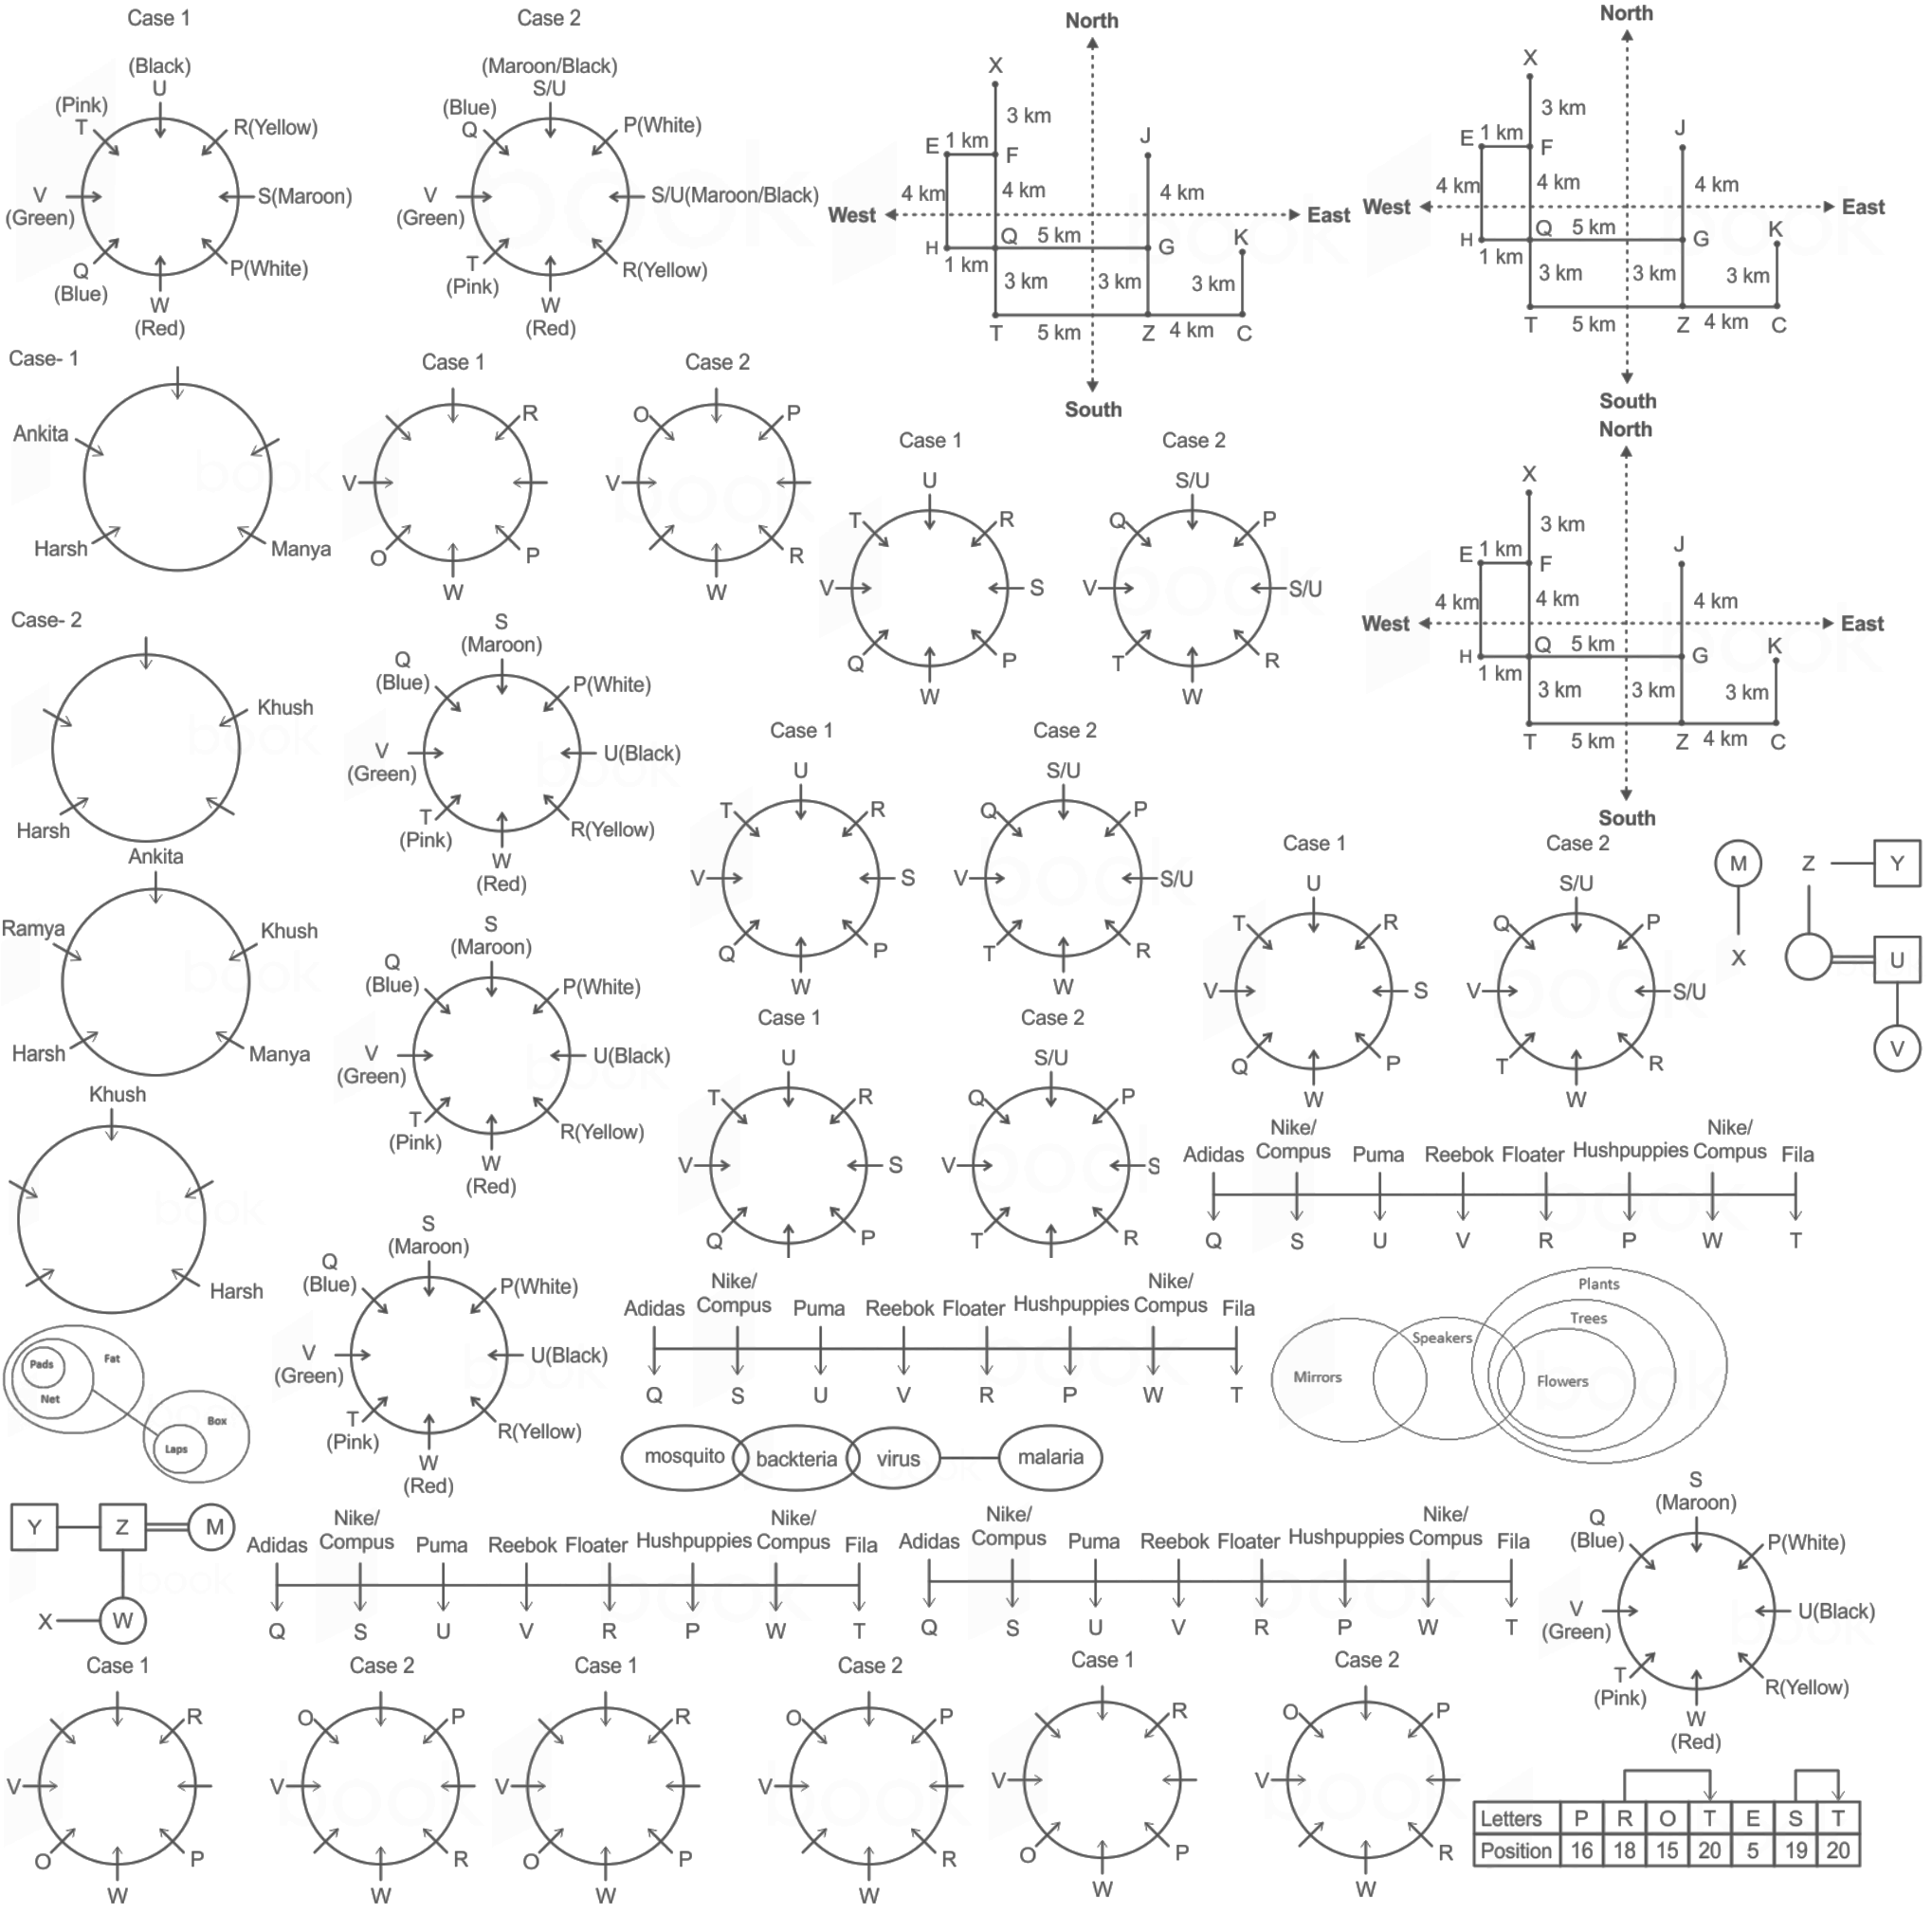 Case 1
(Black)
U
(Pink)
T
R(Yellow)
V
(Green)
S(Maroon)
Q
(Blue)
P(White)
W
(Red)
Case 2
(Maroon/Black)
S/U
(Blue)
Q
P(White)
V
(Green)
S/U(Maroon/Black)
T
(Pink)
R(Yellow)
W
(Red)
North
X
3 km
E 1 km F
J
4 km 4 km 4 km
West East
H Q 5 km G K
1 km 3 km 3 km 3 km
T 5 km Z 4 km C
South
North
X
3 km
E 1 km F
J
4 km 4 km 4 km
West East
H Q 5 km G K
1 km 3 km 3 km 3 km
T 5 km Z 4 km C
South
Case- 1
Ankita
Harsh Manya
Case 1
R
V
O P
W
Case 2
O P
V
R
W
Case 1
U
T R
V S
Q P
W
Case 2
S/U
Q P
V S/U
T R
W
North
X
3 km
E 1 km F
J
4 km 4 km 4 km
West East
H Q 5 km G K
1 km 3 km 3 km 3 km
T 5 km Z 4 km C
South
Case- 2
Khush
Harsh
S
(Maroon)
Q
(Blue)
P(White)
V
(Green)
U(Black)
T
(Pink)
R(Yellow)
W
(Red)
Case 1
U
T R
V S
Q P
W
Case 2
S/U
Q P
V S/U
T R
W
Case 1
U
T R
V S
Q P
W
Case 2
S/U
Q P
V S/U
T R
W
M
X
Z Y
U
V
Ankita
Ramya Khush
Harsh Manya
S
(Maroon)
Q
(Blue)
P(White)
V
(Green)
U(Black)
T
(Pink)
R(Yellow)
W
(Red)
Case 1
U
T R
V S
Q P
Case 2
S/U
Q P
V S
T R
Adidas Nike/
Compus Puma Reebok Floater Hushpuppies Nike/
Compus Fila
Q S U V R P W T
Khush
Harsh
S
(Maroon)
Q
(Blue)
P(White)
V
(Green)
U(Black)
T
(Pink)
R(Yellow)
W
(Red)
Adidas Nike/
Compus Puma Reebok Floater Hushpuppies Nike/
Compus Fila
Q S U V R P W T
Plants
Trees
Speakers
Mirrors
Flowers
Pads
Fat
Net
Box
Laps
mosquito backteria virus malaria
Y Z M
X W
Adidas Nike/
Compus Puma Reebok Floater Hushpuppies Nike/
Compus Fila
Q S U V R P W T
Adidas Nike/
Compus Puma Reebok Floater Hushpuppies Nike/
Compus Fila
Q S U V R P W T
S
(Maroon)
Q
(Blue)
P(White)
V
(Green)
U(Black)
T
(Pink)
R(Yellow)
W
(Red)
Case 1
R
V
O P
W
Case 2
O P
V
R
W
Case 1
R
V
O P
W
Case 2
O P
V
R
W
Case 1
R
V
O P
W
Case 2
O P
V
R
W
Letters P R O T E S T
Position 16 18 15 20 5 19 20